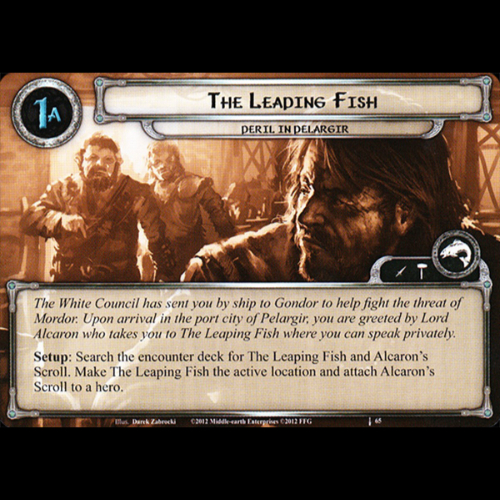 1A
The Leaping Fish
Peril in Pelargir
The White Council has sent you by ship to Gondor to help fight the threat of
Mordor. Upon arrival in the port city of Pelargir, you are greeted by Lord
Alcaron who takes you to The Leaping Fish where you can speak privately.
Setup: Search the encounter deck for The Leaping Fish and Alcaron's
Scroll. Make The Leaping Fish the active location and attach Alcaron's
Scroll to a hero.
Illus. Darek Zabrocki ©2012 Middle-earth Enterprises ©2012 FFG 65